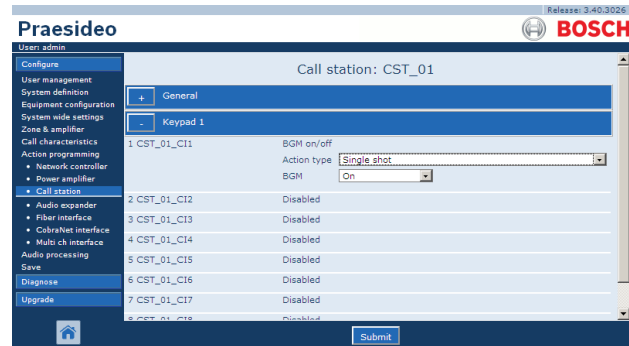 Release: 3.40.3026
Praesideo
BOSCH
User: admin
Configure
User management
System definition
Equipment configuration
System wide settings
Zone & amplifier
Call characteristics
Action programming
• Network controller
• Power amplifier
• Call station
• Audio expander
• Fiber interface
• CobraNet interface
• Multi ch interface
Audio processing
Save
Diagnose
Upgrade
Call station: CST_01
+ General
- Keypad 1
1 CST_01_CI1 BGM on/off
Action type Single shot
BGM On
2 CST_01_CI2 Disabled
3 CST_01_CI3 Disabled
4 CST_01_CI4 Disabled
5 CST_01_CI5 Disabled
6 CST_01_CI6 Disabled
7 CST_01_CI7 Disabled
8 CST_01_CI8 Disabled
Submit